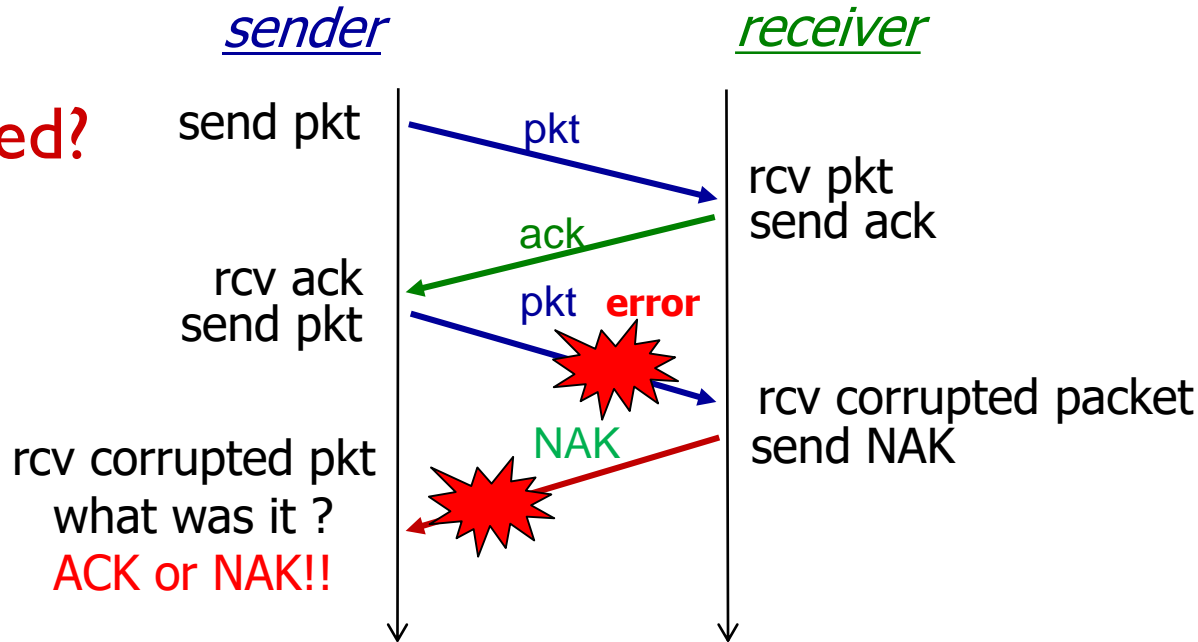 sender
receiver
ed?
send pkt
pkt
rcv pkt
send ack
ack
rcv ack
send pkt
pkt error
rcv corrupted packet
send NAK
NAK
rcv corrupted pkt
what was it ?
ACK or NAK!!